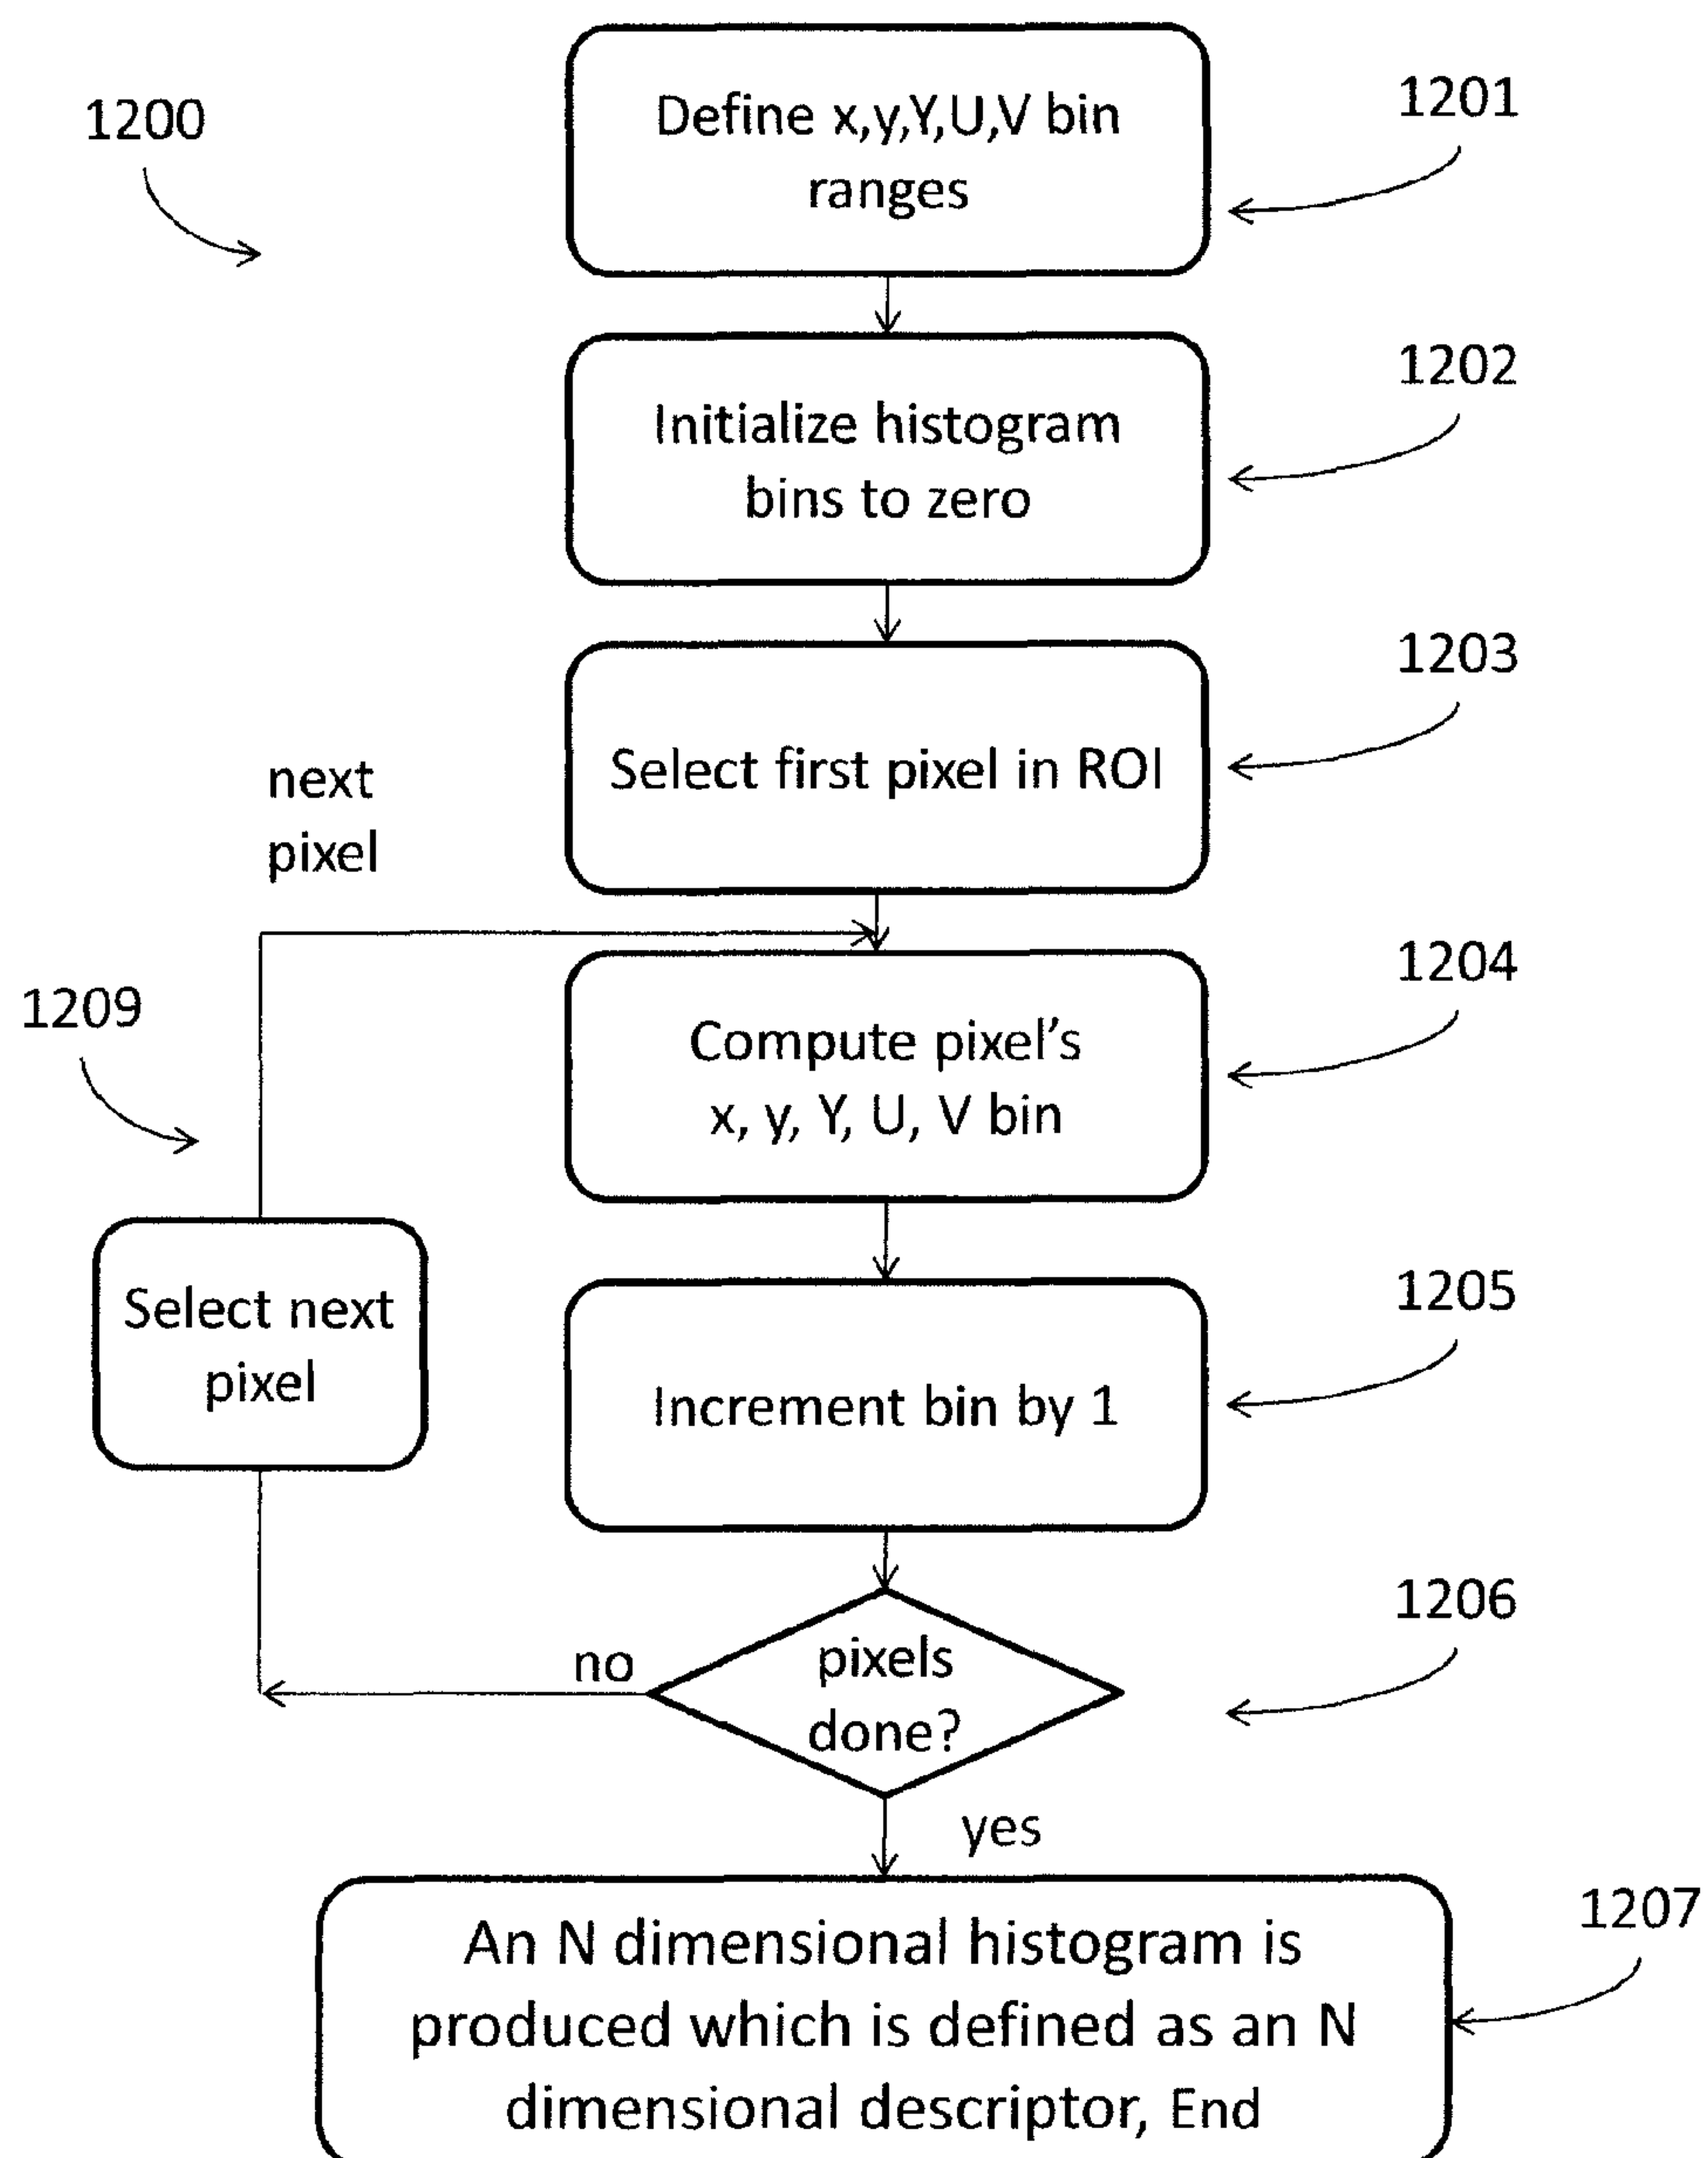 1200
Define x,y,Y,U,V bin
ranges
1201
Initialize histogram
bins to zero
1202
Select first pixel in ROI
1203
next
pixel
Compute pixel's
x, y, Y, U, V bin
1204
1209
Select next
pixel
Increment bin by 1
1205
pixels
done?
1206
no
yes
An N dimensional histogram is
produced which is defined as an N
dimensional descriptor, End
1207